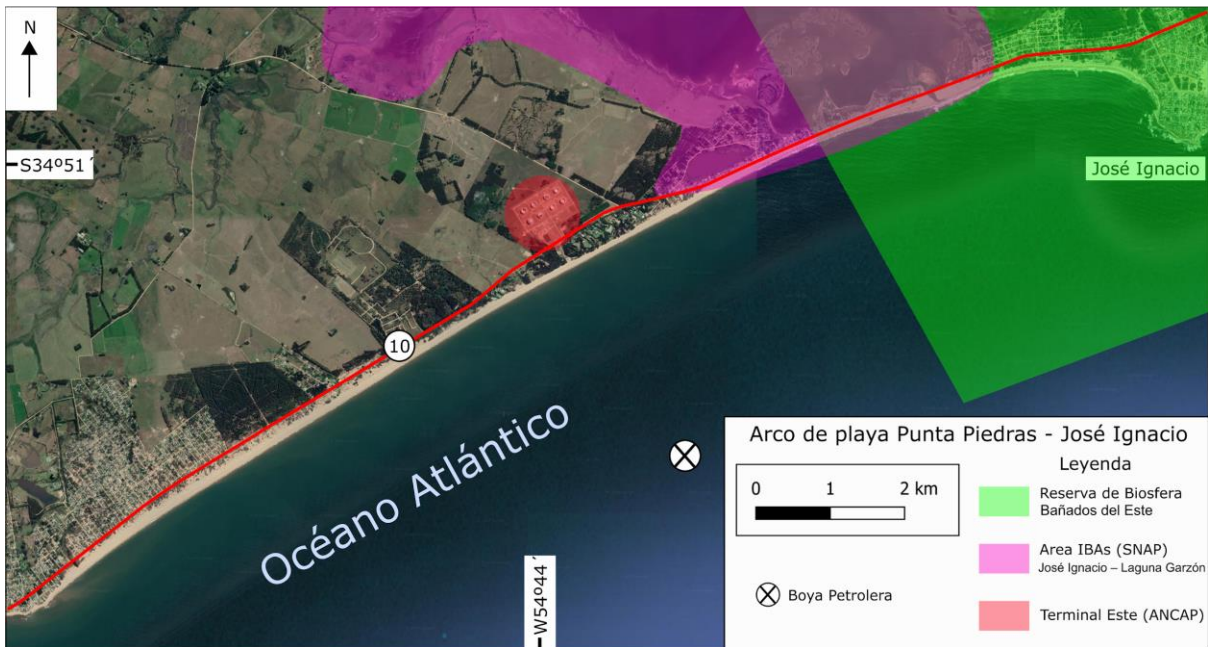 N
S34º51´
José Ignacio
10
Océano Atlántico
W54º44´
Arco de playa Punta Piedras - José Ignacio
Leyenda
0 1 2 km
Reserva de Biosfera
Bañados del Este
Area IBAs (SNAP)
José Ignacio – Laguna Garzón
Boya Petrolera
Terminal Este (ANCAP)